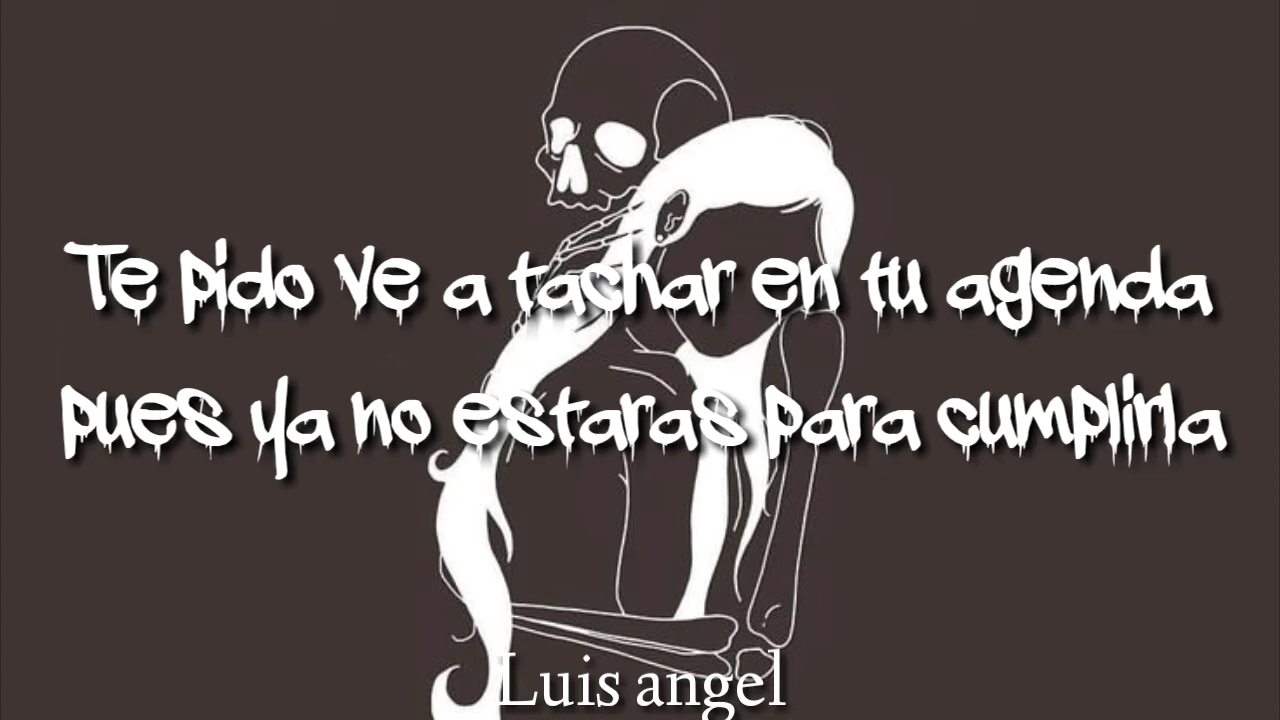 Te pido ve a tachar en tu agenda
pues ya no estaras para cumplirla
Luis angel